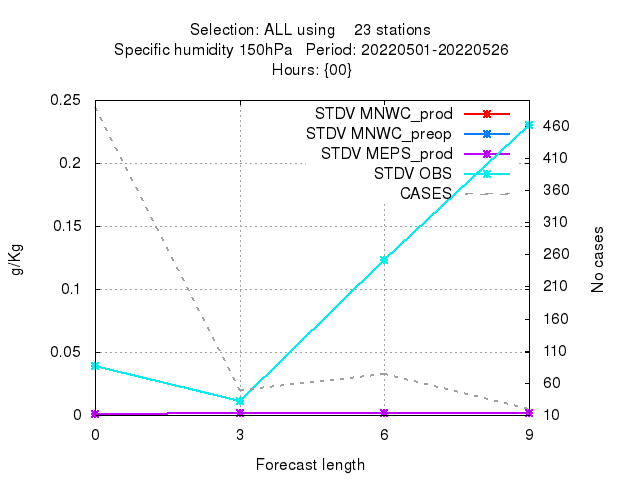 Selection: ALL using 23 stations
Specific humidity 150hPa Period: 20220501-20220526
Hours: {00}
STDV MNWC_prod
STDV MNWC_preop
STDV MEPS_prod
STDV OBS
CASES
0.25
0.2
0.15
0.1
0.05
0
g/Kg
460
410
360
310
260
210
160
110
60
10
No cases
0 3 6 9
Forecast length